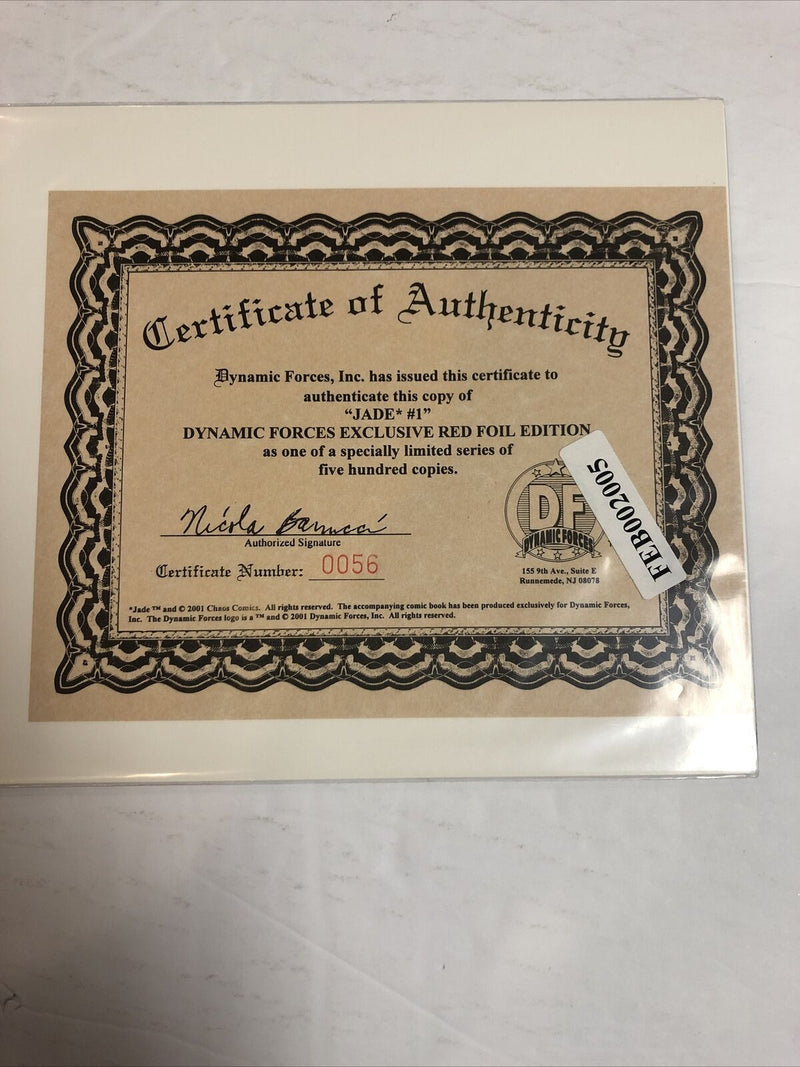 Certificate of Authenticity
Dynamic Forces, Inc. has issued this certificate to
authenticate this copy of
“JADE* #1”
DYNAMIC FORCES EXCLUSIVE RED FOIL EDITION
as one of a specially limited series of
five hundred copies.
Nicola Barrucci
Authorized Signature
Certificate Number: 0056
DF
DYNAMIC FORCES
155 9th Ave., Suite E
Runnemede, NJ 08078
FEB002005
*Jade ™ and © 2001 Chaos Comics. All rights reserved. The accompanying comic book has been produced exclusively for Dynamic Forces,
Inc. The Dynamic Forces logo is a ™ and © 2001 Dynamic Forces, Inc. All rights reserved.